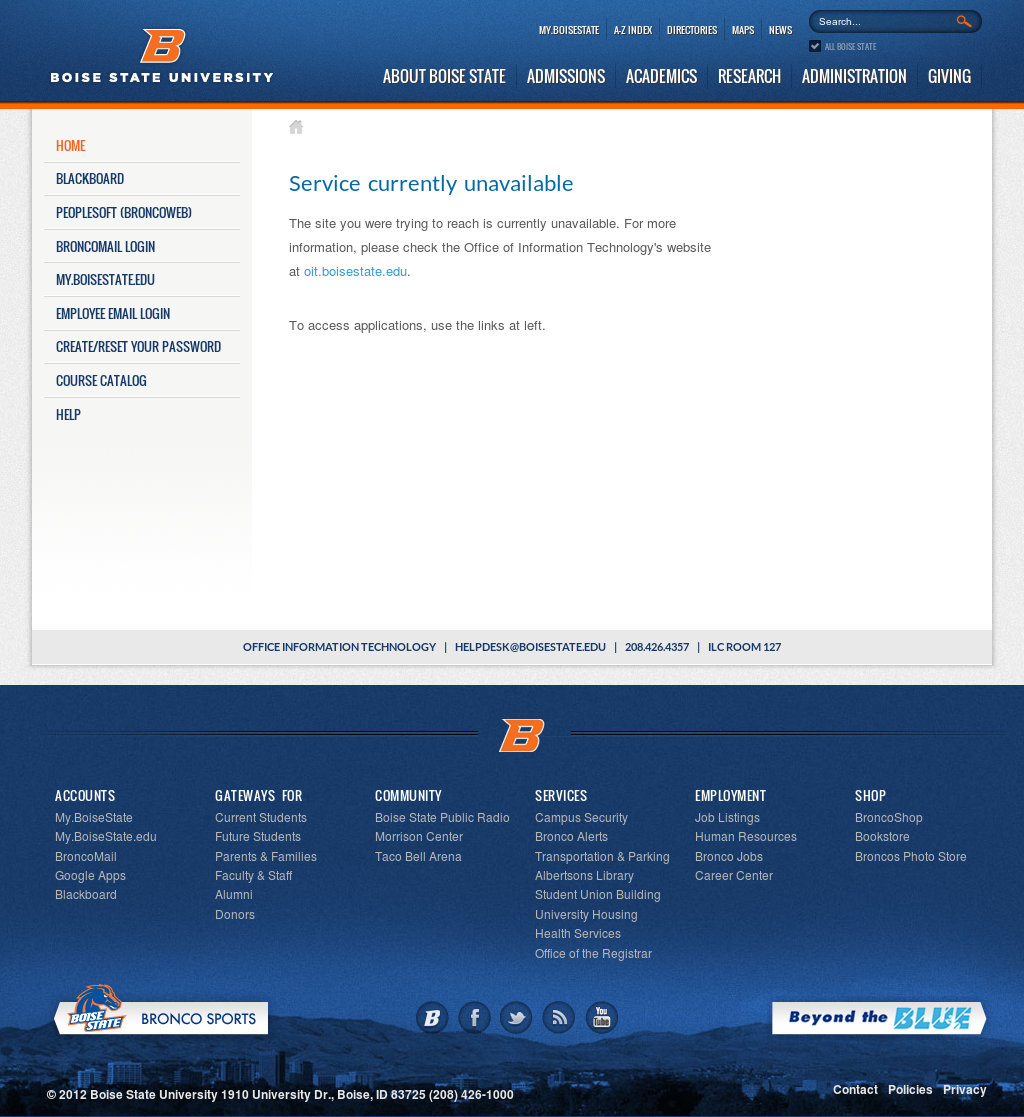 MY.BOISESTATE A-Z INDEX DIRECTORIES MAPS NEWS Search...
ALL BOISE STATE
B
BOISE STATE UNIVERSITY
ABOUT BOISE STATE ADMISSIONS ACADEMICS RESEARCH ADMINISTRATION GIVING
HOME
BLACKBOARD
PEOPLESOFT (BRONCOWEB)
BRONCOMAIL LOGIN
MY.BOISESTATE.EDU
EMPLOYEE EMAIL LOGIN
CREATE/RESET YOUR PASSWORD
COURSE CATALOG
HELP
Service currently unavailable
The site you were trying to reach is currently unavailable. For more
information, please check the Office of Information Technology's website
at oit.boisestate.edu.
To access applications, use the links at left.
OFFICE INFORMATION TECHNOLOGY | HELPDESK@BOISESTATE.EDU | 208.426.4357 | ILC ROOM 127
B
ACCOUNTS
My.BoiseState
My.BoiseState.edu
BroncoMail
Google Apps
Blackboard
GATEWAYS FOR
Current Students
Future Students
Parents & Families
Faculty & Staff
Alumni
Donors
COMMUNITY
Boise State Public Radio
Morrison Center
Taco Bell Arena
SERVICES
Campus Security
Bronco Alerts
Transportation & Parking
Albertsons Library
Student Union Building
University Housing
Health Services
Office of the Registrar
EMPLOYMENT
Job Listings
Human Resources
Bronco Jobs
Career Center
SHOP
BroncoShop
Bookstore
Broncos Photo Store
BOISE STATE BRONCO SPORTS
B f You Tube
Beyond the BLUE
© 2012 Boise State University 1910 University Dr., Boise, ID 83725 (208) 426-1000
Contact Policies Privacy